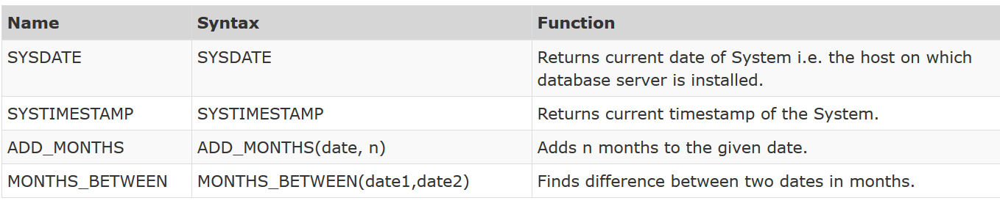 Name Syntax Function
SYSDATE SYSDATE Returns current date of System i.e. the host on which
database server is installed.
SYSTIMESTAMP SYSTIMESTAMP Returns current timestamp of the System.
ADD_MONTHS ADD_MONTHS(date, n) Adds n months to the given date.
MONTHS_BETWEEN MONTHS_BETWEEN(date1,date2) Finds difference between two dates in months.